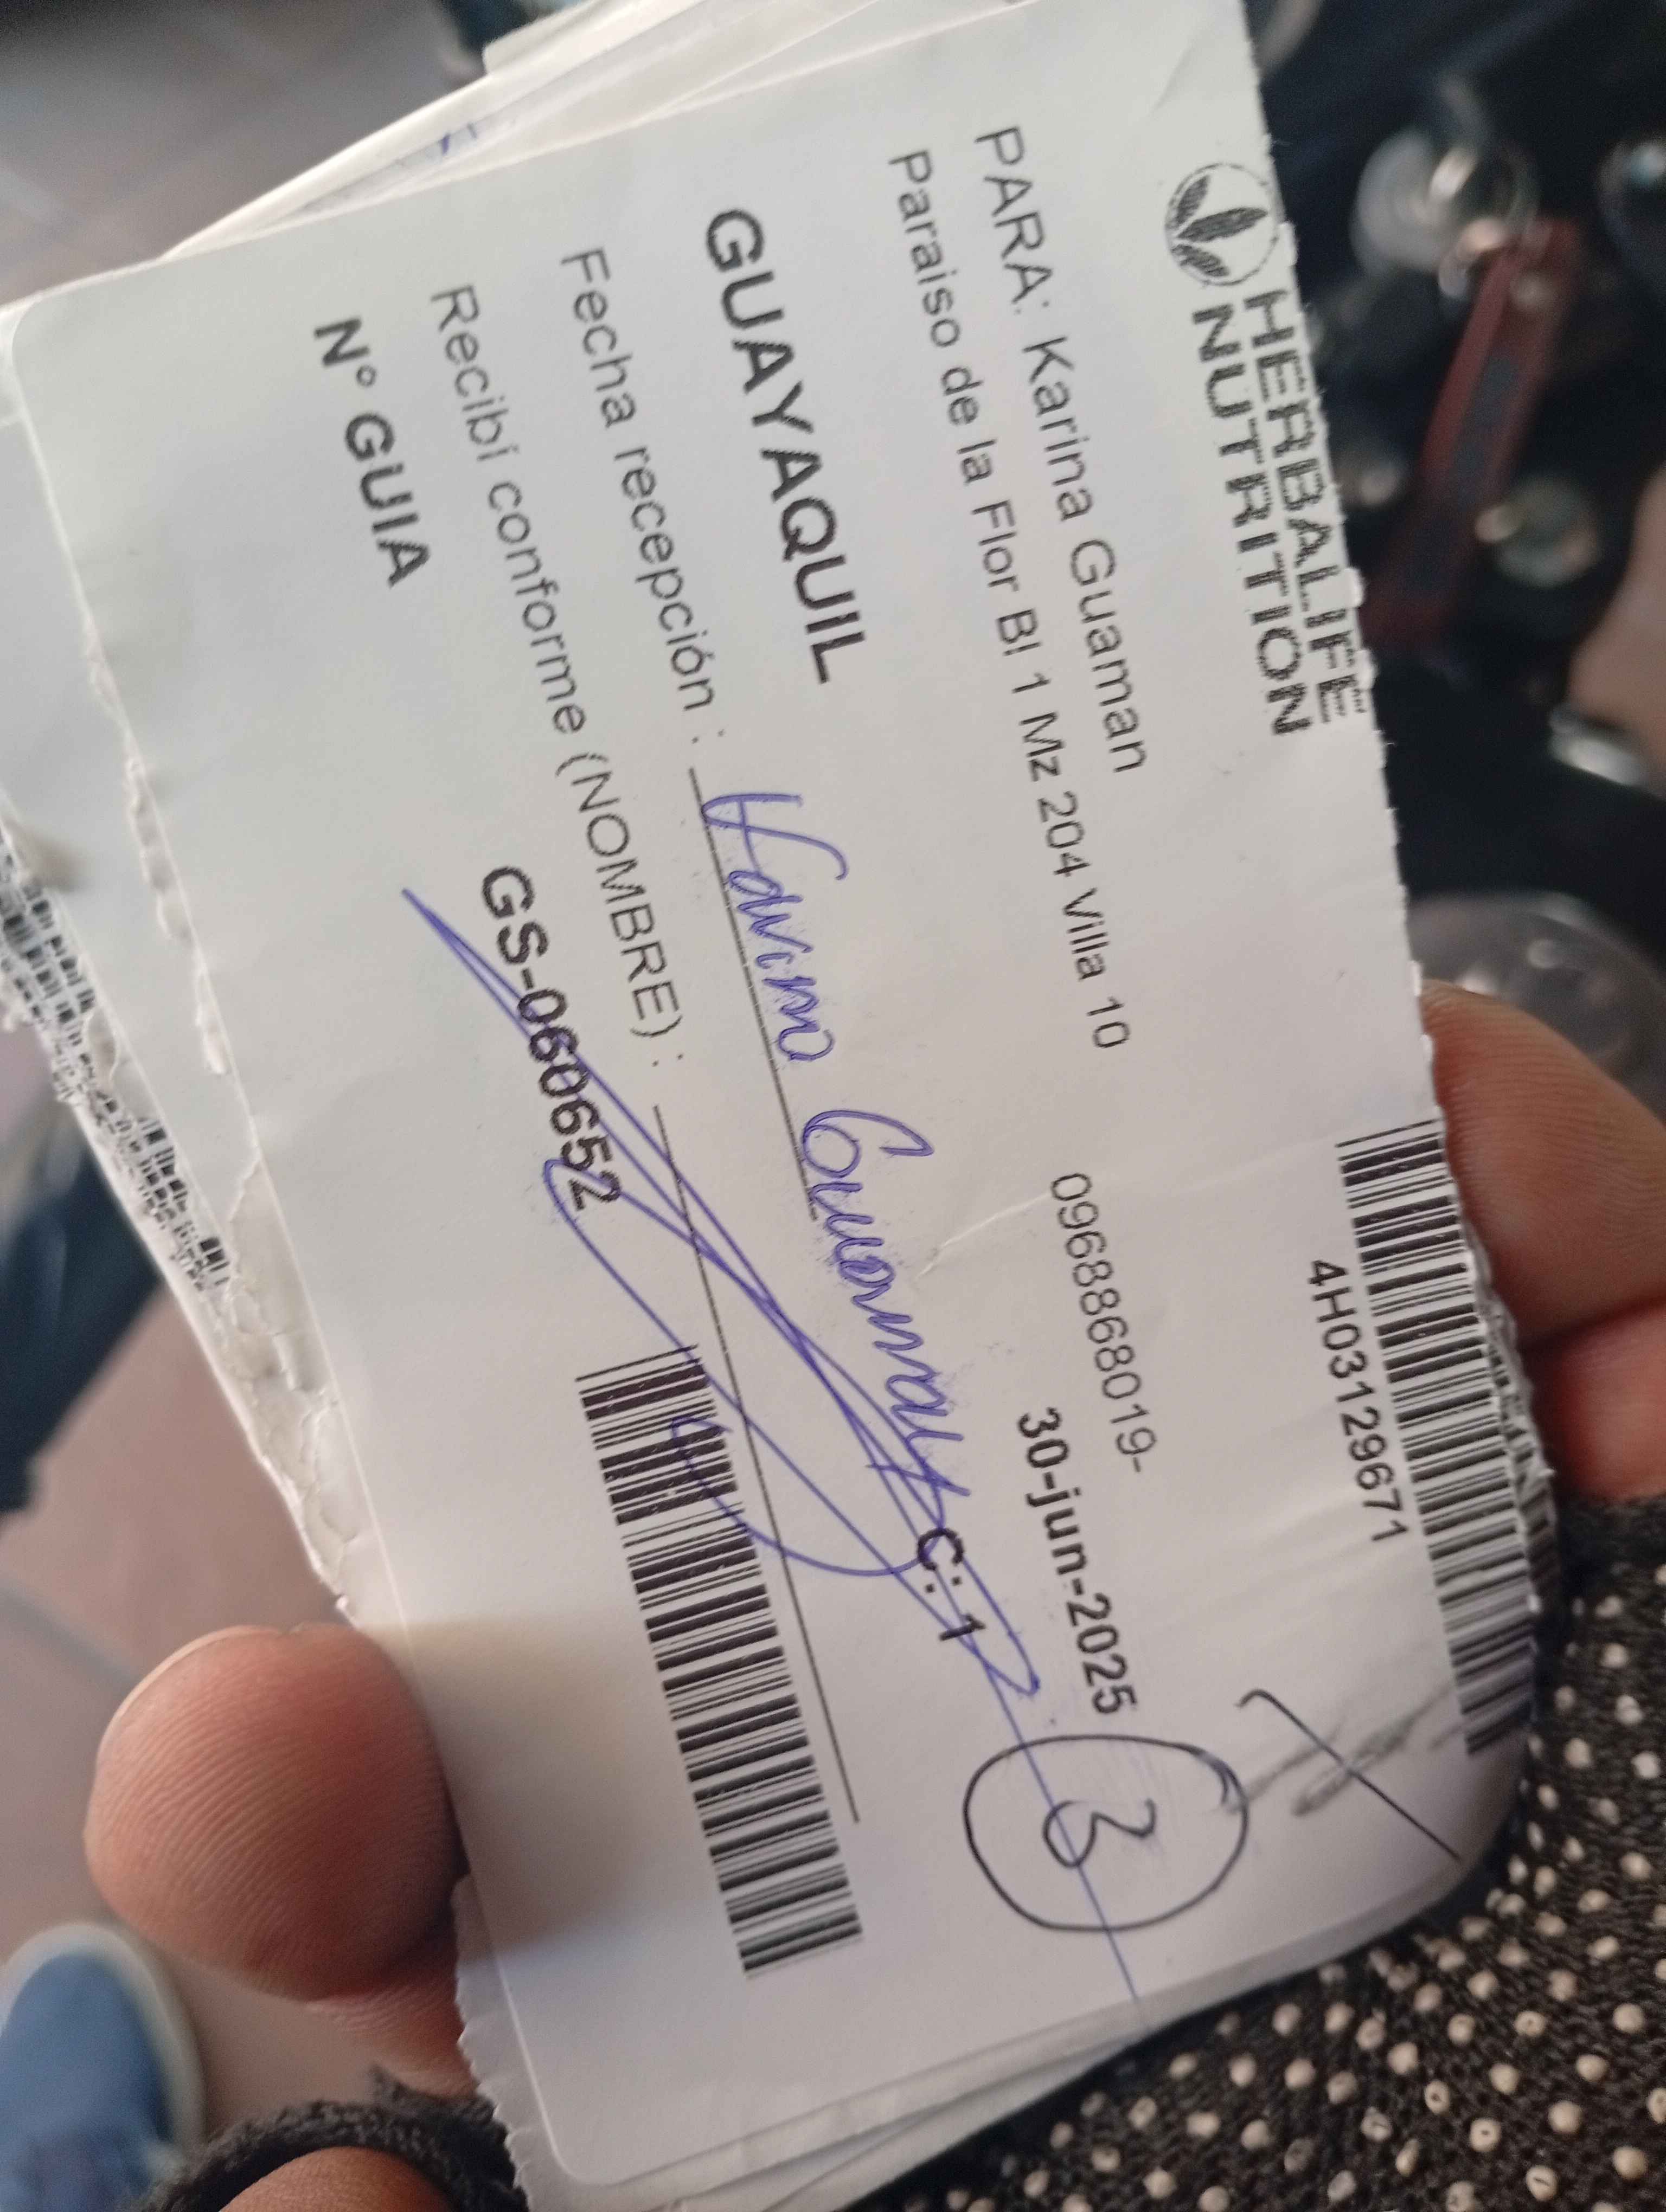 HERBALIFE
NUTRITION
4H03129671
PARA: Karina Guaman
0968868019-
Paraiso de la Flor Bl 1 Mz 204 Villa 10
30-jun-2025
3
GUAYAQUIL
C: 1
Fecha recepción : Karina Guaman
Recibí conforme (NOMBRE) :
N° GUIA GS-060652